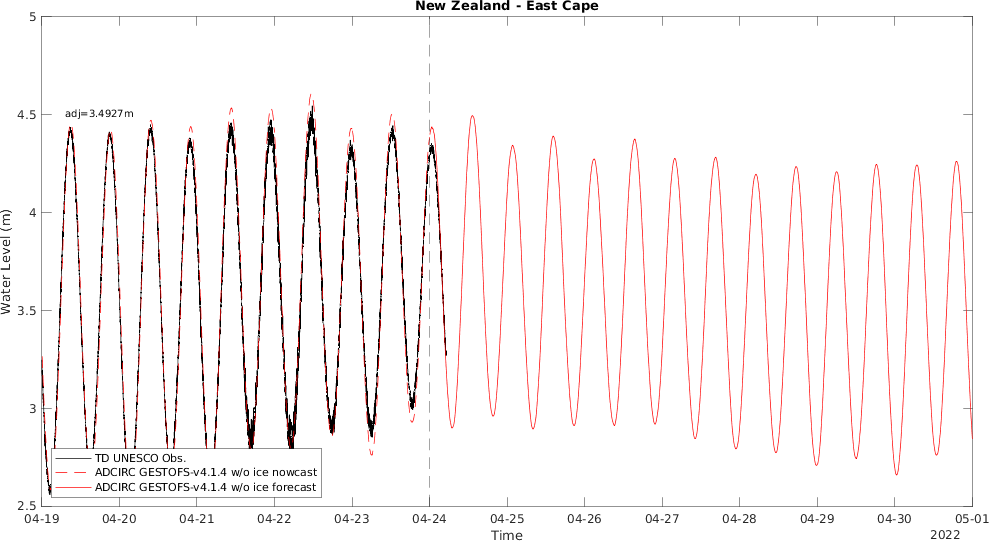 New Zealand - East Cape
5
adj=3.4927m
4.5
4
Water Level (m)
3.5
3
TD UNESCO Obs.
ADCIRC GESTOFS-v4.1.4 w/o ice nowcast
ADCIRC GESTOFS-v4.1.4 w/o ice forecast
2.5
04-19 04-20 04-21 04-22 04-23 04-24 04-25 04-26 04-27 04-28 04-29 04-30 05-01
Time
2022